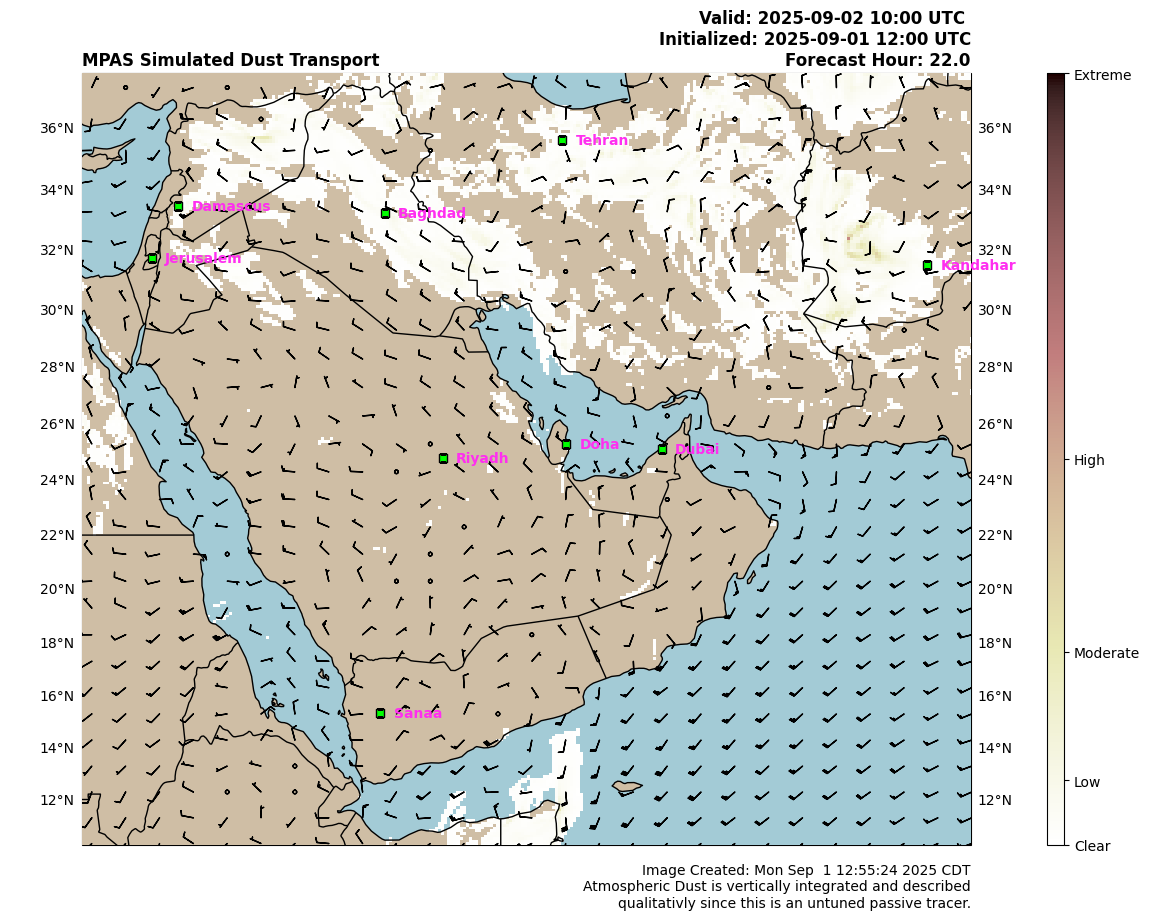 Valid: 2025-09-02 10:00 UTC
Initialized: 2025-09-01 12:00 UTC
MPAS Simulated Dust Transport Forecast Hour: 22.0
Extreme
36°N 36°N
Tehran
34°N 34°N
Damascus
Baghdad
32°N 32°N
Jerusalem
Kandahar
30°N 30°N
28°N 28°N
26°N 26°N
Doha
Dubai
Riyadh
High
24°N 24°N
22°N 22°N
20°N 20°N
18°N 18°N
Moderate
16°N 16°N
Sanaa
14°N 14°N
Low
12°N 12°N
Clear
Image Created: Mon Sep 1 12:55:24 2025 CDT
Atmospheric Dust is vertically integrated and described
qualitativly since this is an untuned passive tracer.